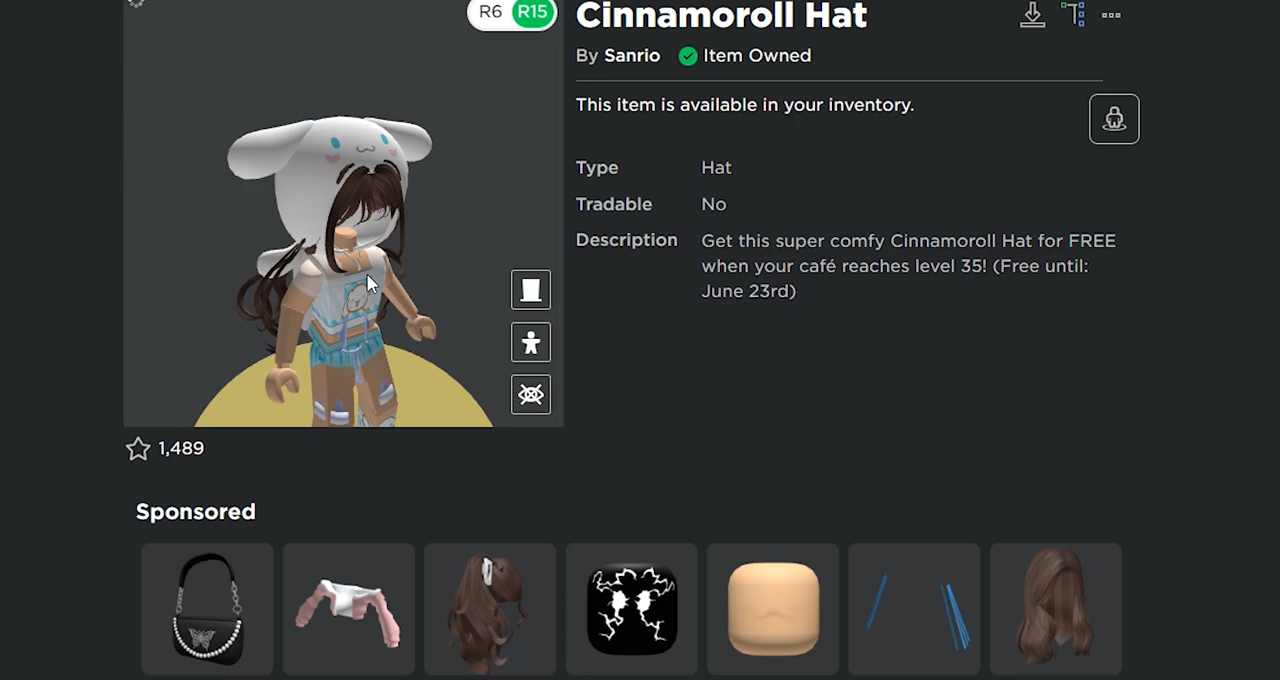 R6 R15
Cinnamoroll Hat
By Sanrio Item Owned
This item is available in your inventory.
Type Hat
Tradable No
Description Get this super comfy Cinnamoroll Hat for FREE
when your café reaches level 35! (Free until:
June 23rd)
1,489
Sponsored